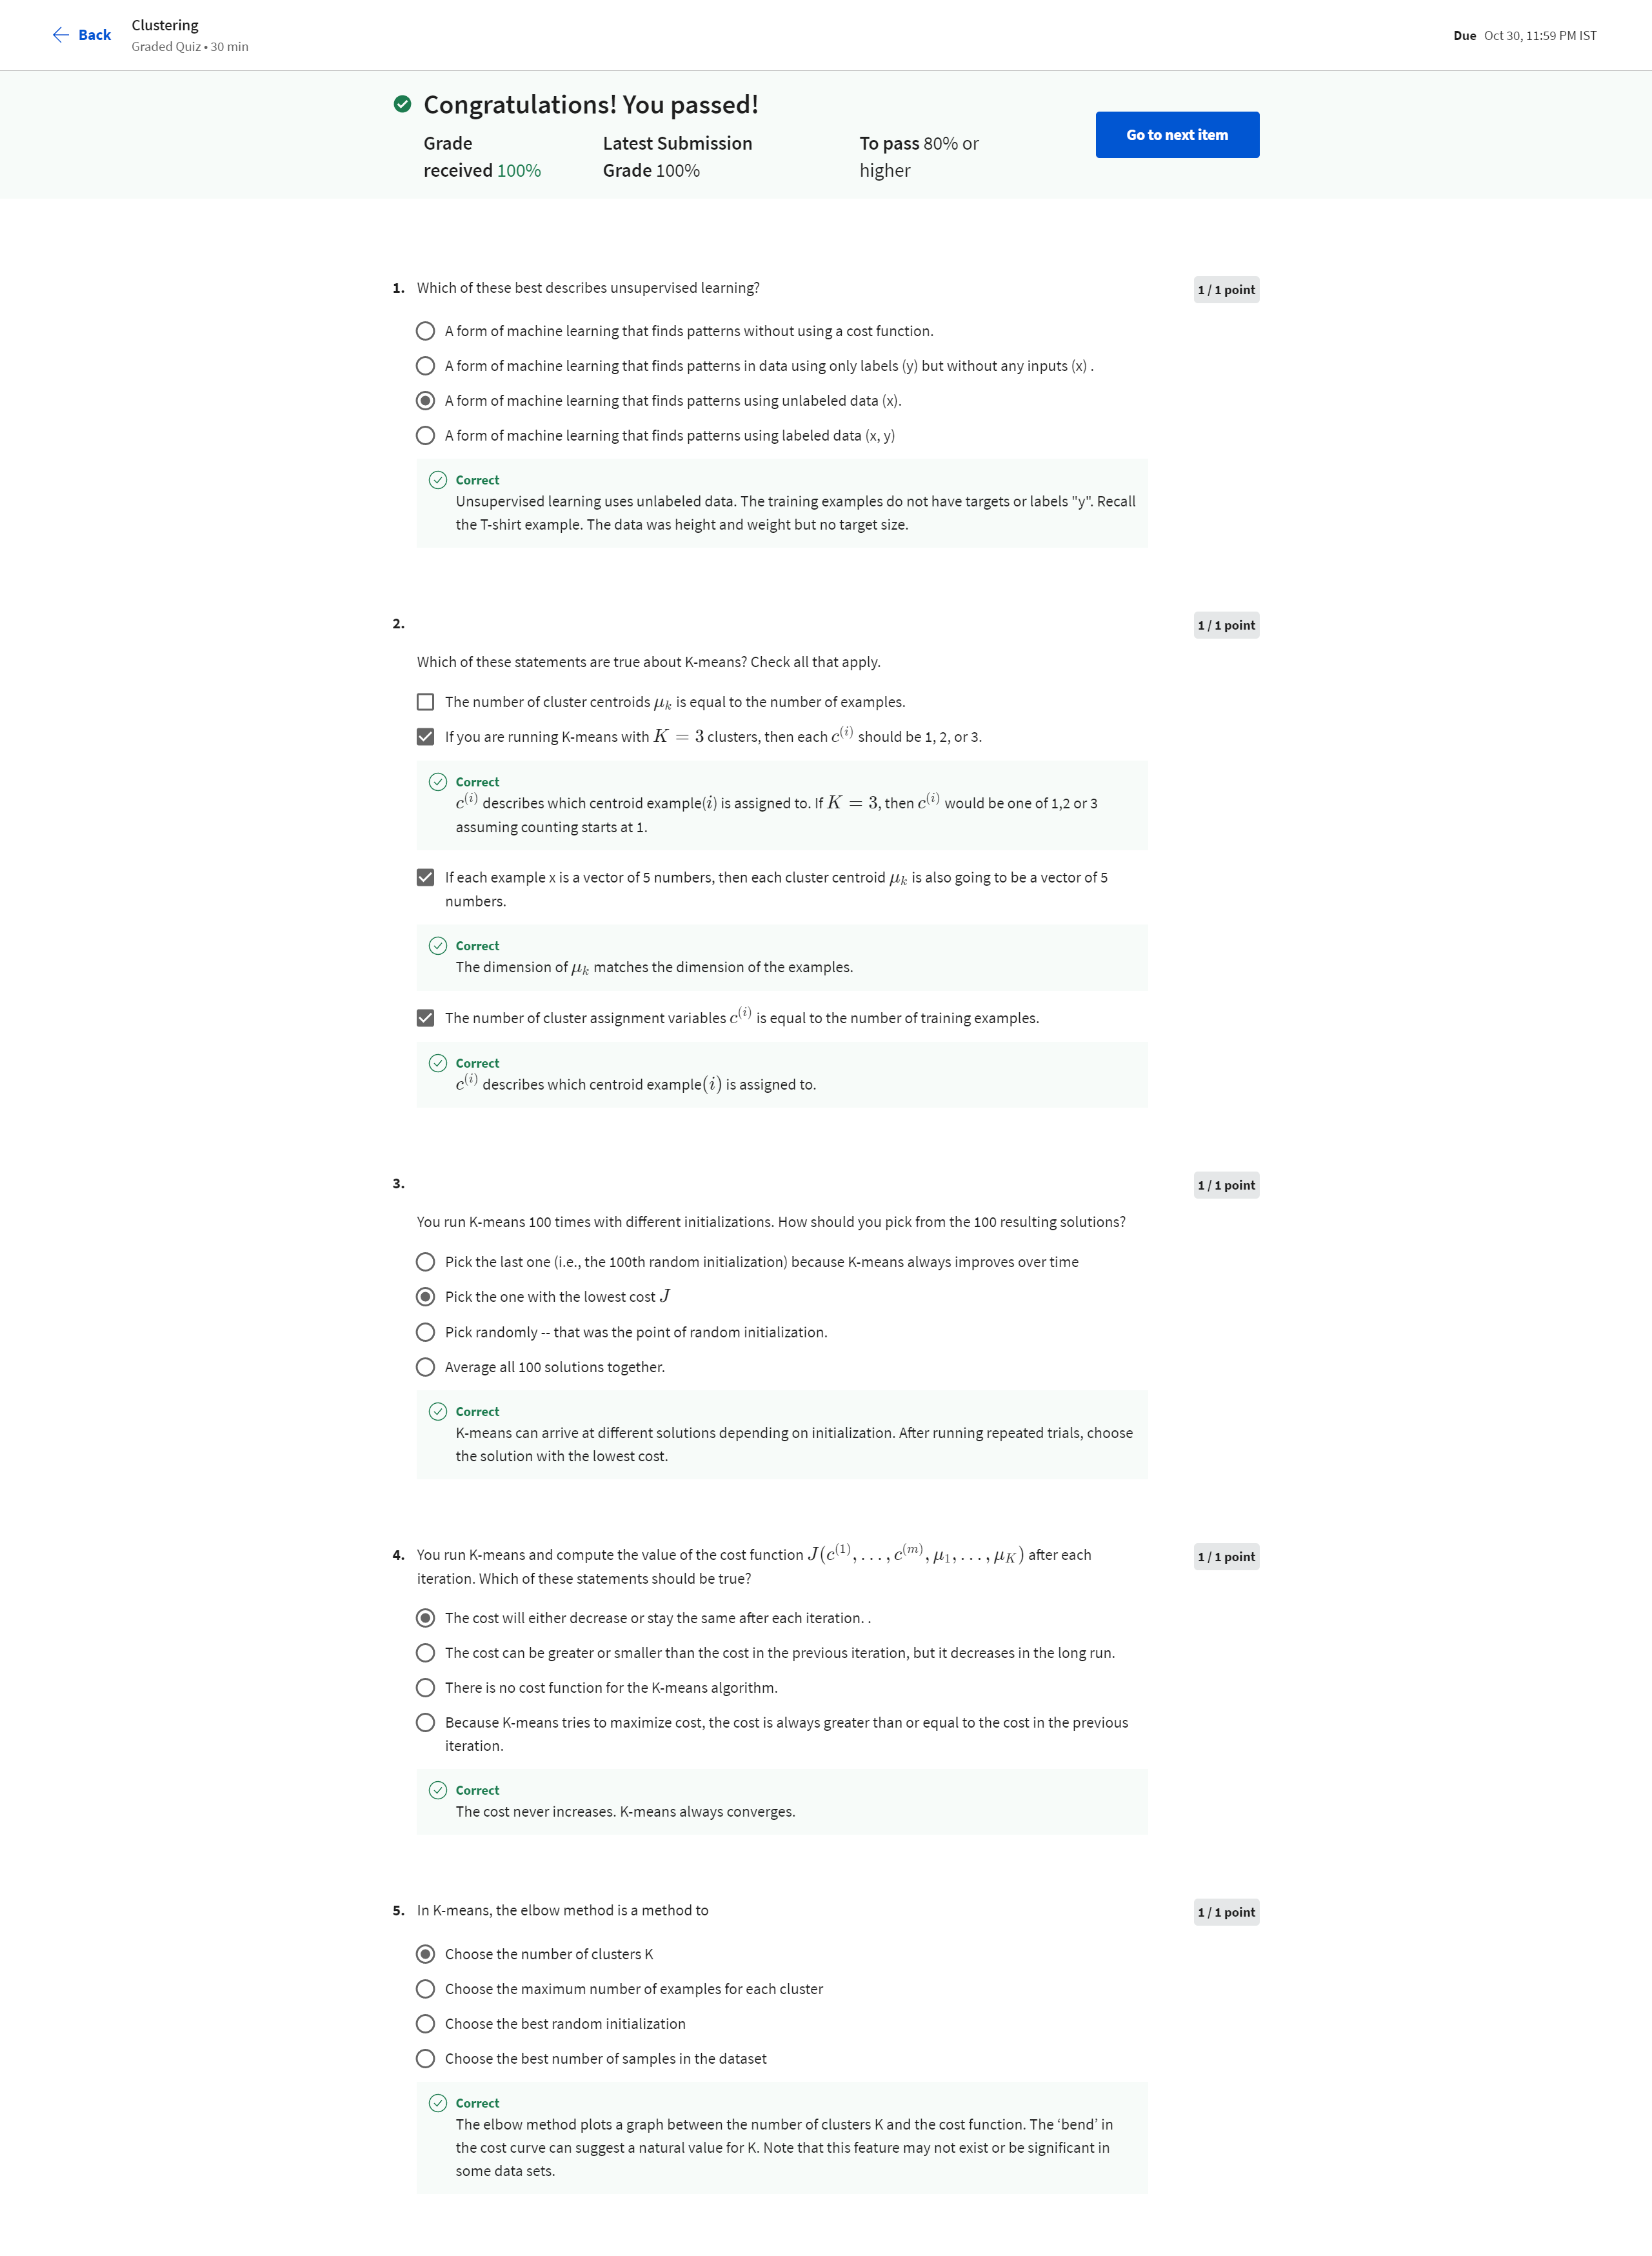 Back
Clustering
Graded Quiz • 30 min
Due Oct 30, 11:59 PM IST
Congratulations! You passed!
Grade received 100%
Latest Submission Grade 100%
To pass 80% or higher
Go to next item
1. Which of these best describes unsupervised learning?
1 / 1 point
A form of machine learning that finds patterns without using a cost function.
A form of machine learning that finds patterns in data using only labels (y) but without any inputs (x) .
A form of machine learning that finds patterns using unlabeled data (x).
A form of machine learning that finds patterns using labeled data (x, y)
Correct
Unsupervised learning uses unlabeled data. The training examples do not have targets or labels "y". Recall
the T-shirt example. The data was height and weight but no target size.
2.
1 / 1 point
Which of these statements are true about K-means? Check all that apply.
The number of cluster centroids μₖ is equal to the number of examples.
If you are running K-means with K = 3 clusters, then each c⁽ⁱ⁾ should be 1, 2, or 3.
Correct
c⁽ⁱ⁾ describes which centroid example(i) is assigned to. If K = 3, then c⁽ⁱ⁾ would be one of 1,2 or 3
assuming counting starts at 1.
If each example x is a vector of 5 numbers, then each cluster centroid μₖ is also going to be a vector of 5
numbers.
Correct
The dimension of μₖ matches the dimension of the examples.
The number of cluster assignment variables c⁽ⁱ⁾ is equal to the number of training examples.
Correct
c⁽ⁱ⁾ describes which centroid example(i) is assigned to.
3.
1 / 1 point
You run K-means 100 times with different initializations. How should you pick from the 100 resulting solutions?
Pick the last one (i.e., the 100th random initialization) because K-means always improves over time
Pick the one with the lowest cost J
Pick randomly -- that was the point of random initialization.
Average all 100 solutions together.
Correct
K-means can arrive at different solutions depending on initialization. After running repeated trials, choose
the solution with the lowest cost.
4. You run K-means and compute the value of the cost function J(c⁽¹⁾, . . . , c⁽ᵐ⁾, μ₁, . . . , μ_K) after each
iteration. Which of these statements should be true?
1 / 1 point
The cost will either decrease or stay the same after each iteration. .
The cost can be greater or smaller than the cost in the previous iteration, but it decreases in the long run.
There is no cost function for the K-means algorithm.
Because K-means tries to maximize cost, the cost is always greater than or equal to the cost in the previous
iteration.
Correct
The cost never increases. K-means always converges.
5. In K-means, the elbow method is a method to
1 / 1 point
Choose the number of clusters K
Choose the maximum number of examples for each cluster
Choose the best random initialization
Choose the best number of samples in the dataset
Correct
The elbow method plots a graph between the number of clusters K and the cost function. The ‘bend’ in
the cost curve can suggest a natural value for K. Note that this feature may not exist or be significant in
some data sets.